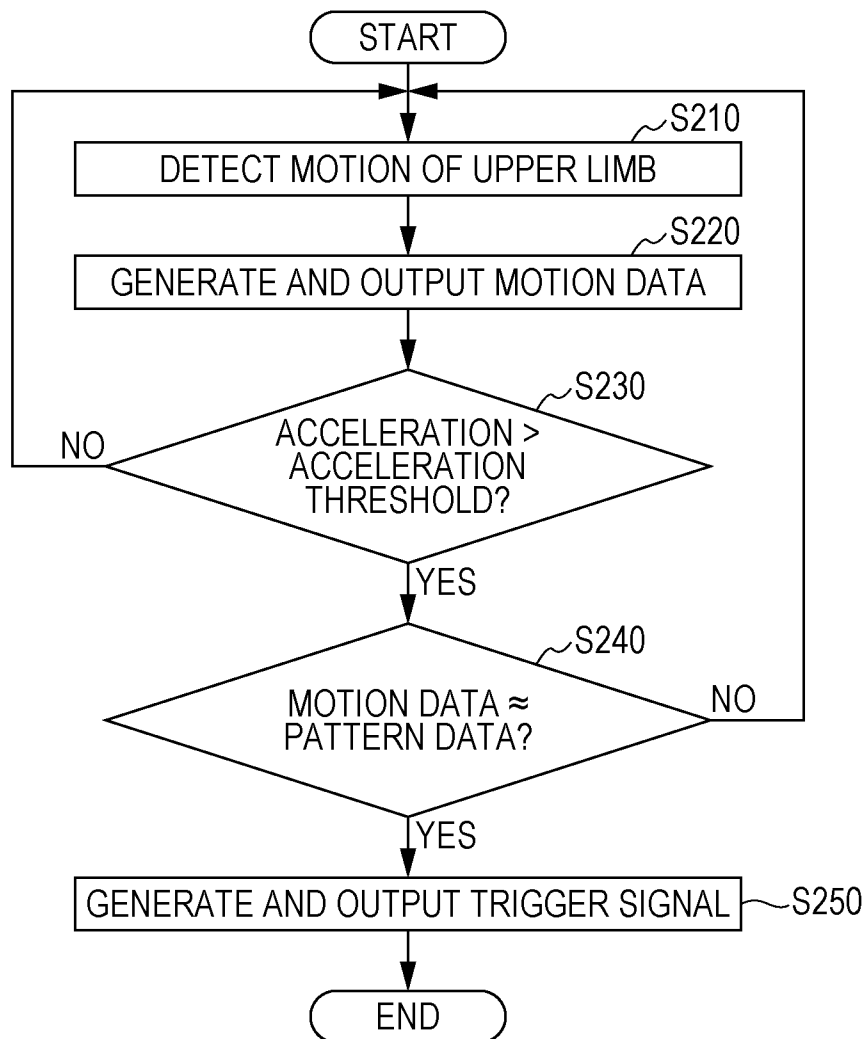 START
S210
DETECT MOTION OF UPPER LIMB
S220
GENERATE AND OUTPUT MOTION DATA
S230
ACCELERATION >
ACCELERATION
THRESHOLD?
NO
YES
S240
MOTION DATA ≈
PATTERN DATA?
NO
YES
GENERATE AND OUTPUT TRIGGER SIGNAL
S250
END